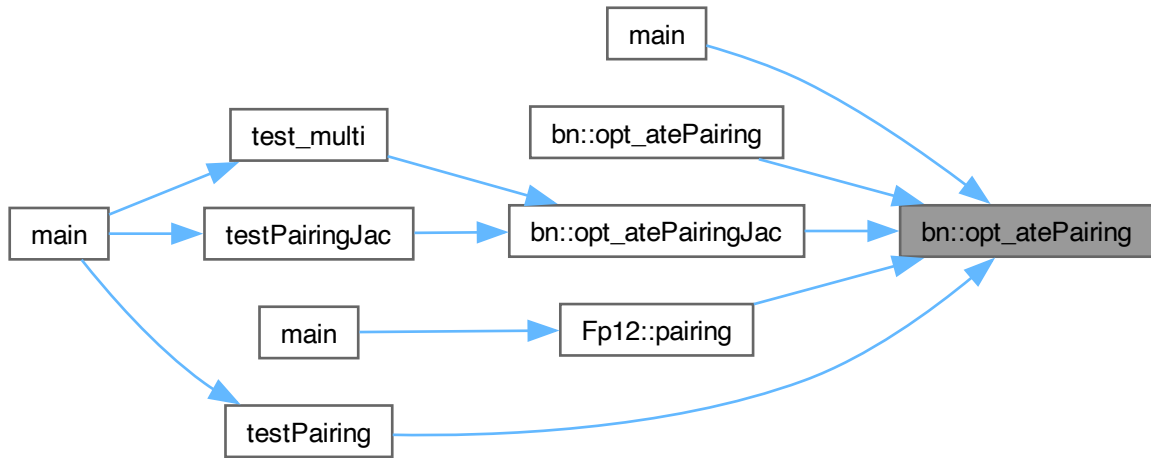 main
bn::opt_atePairing
test_multi
main
testPairingJac
bn::opt_atePairingJac
bn::opt_atePairing
main
Fp12::pairing
testPairing